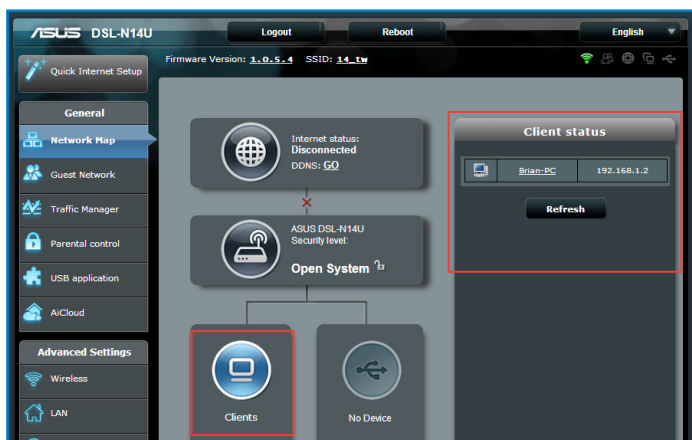 ASUS DSL-N14U
Logout
Reboot
English
Quick Internet Setup
Firmware Version: 1.0.5.4 SSID: 14_tw
General
Network Map
Guest Network
Traffic Manager
Parental control
USB application
AiCloud
Advanced Settings
Wireless
LAN
Internet status:
Disconnected
DDNS: GO
ASUS DSL-N14U
Security level:
Open System
Clients
No Device
Client status
Brian-PC 192.168.1.2
Refresh